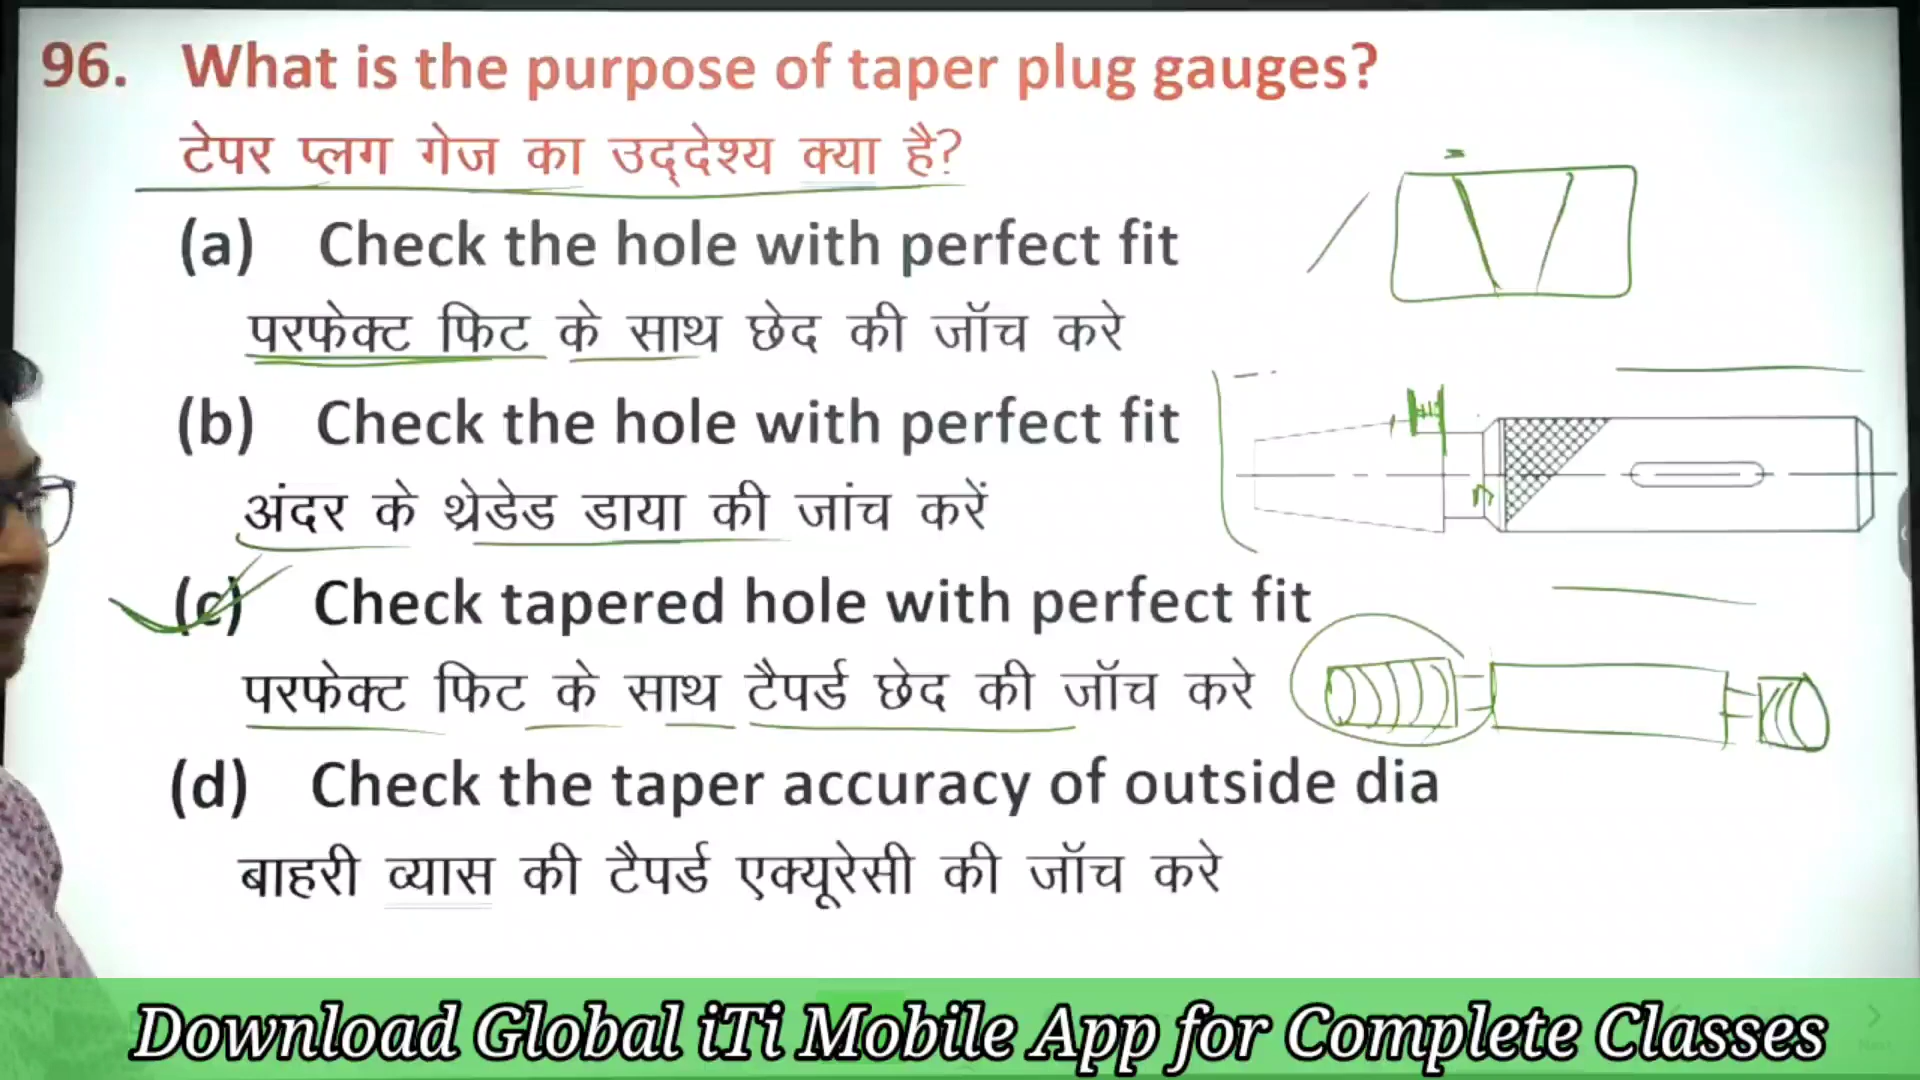 96. What is the purpose of taper plug gauges?
टेपर प्लग गेज का उद्देश्य क्या है?
(a) Check the hole with perfect fit
परफेक्ट फिट के साथ छेद की जॉच करे
(b) Check the hole with perfect fit
अंदर के थ्रेडेड डाया की जांच करें
(c) Check tapered hole with perfect fit
परफेक्ट फिट के साथ टैपर्ड छेद की जॉच करे
(d) Check the taper accuracy of outside dia
बाहरी व्यास की टैपर्ड एक्यूरेसी की जॉच करे
Download Global iTi Mobile App for Complete Classes